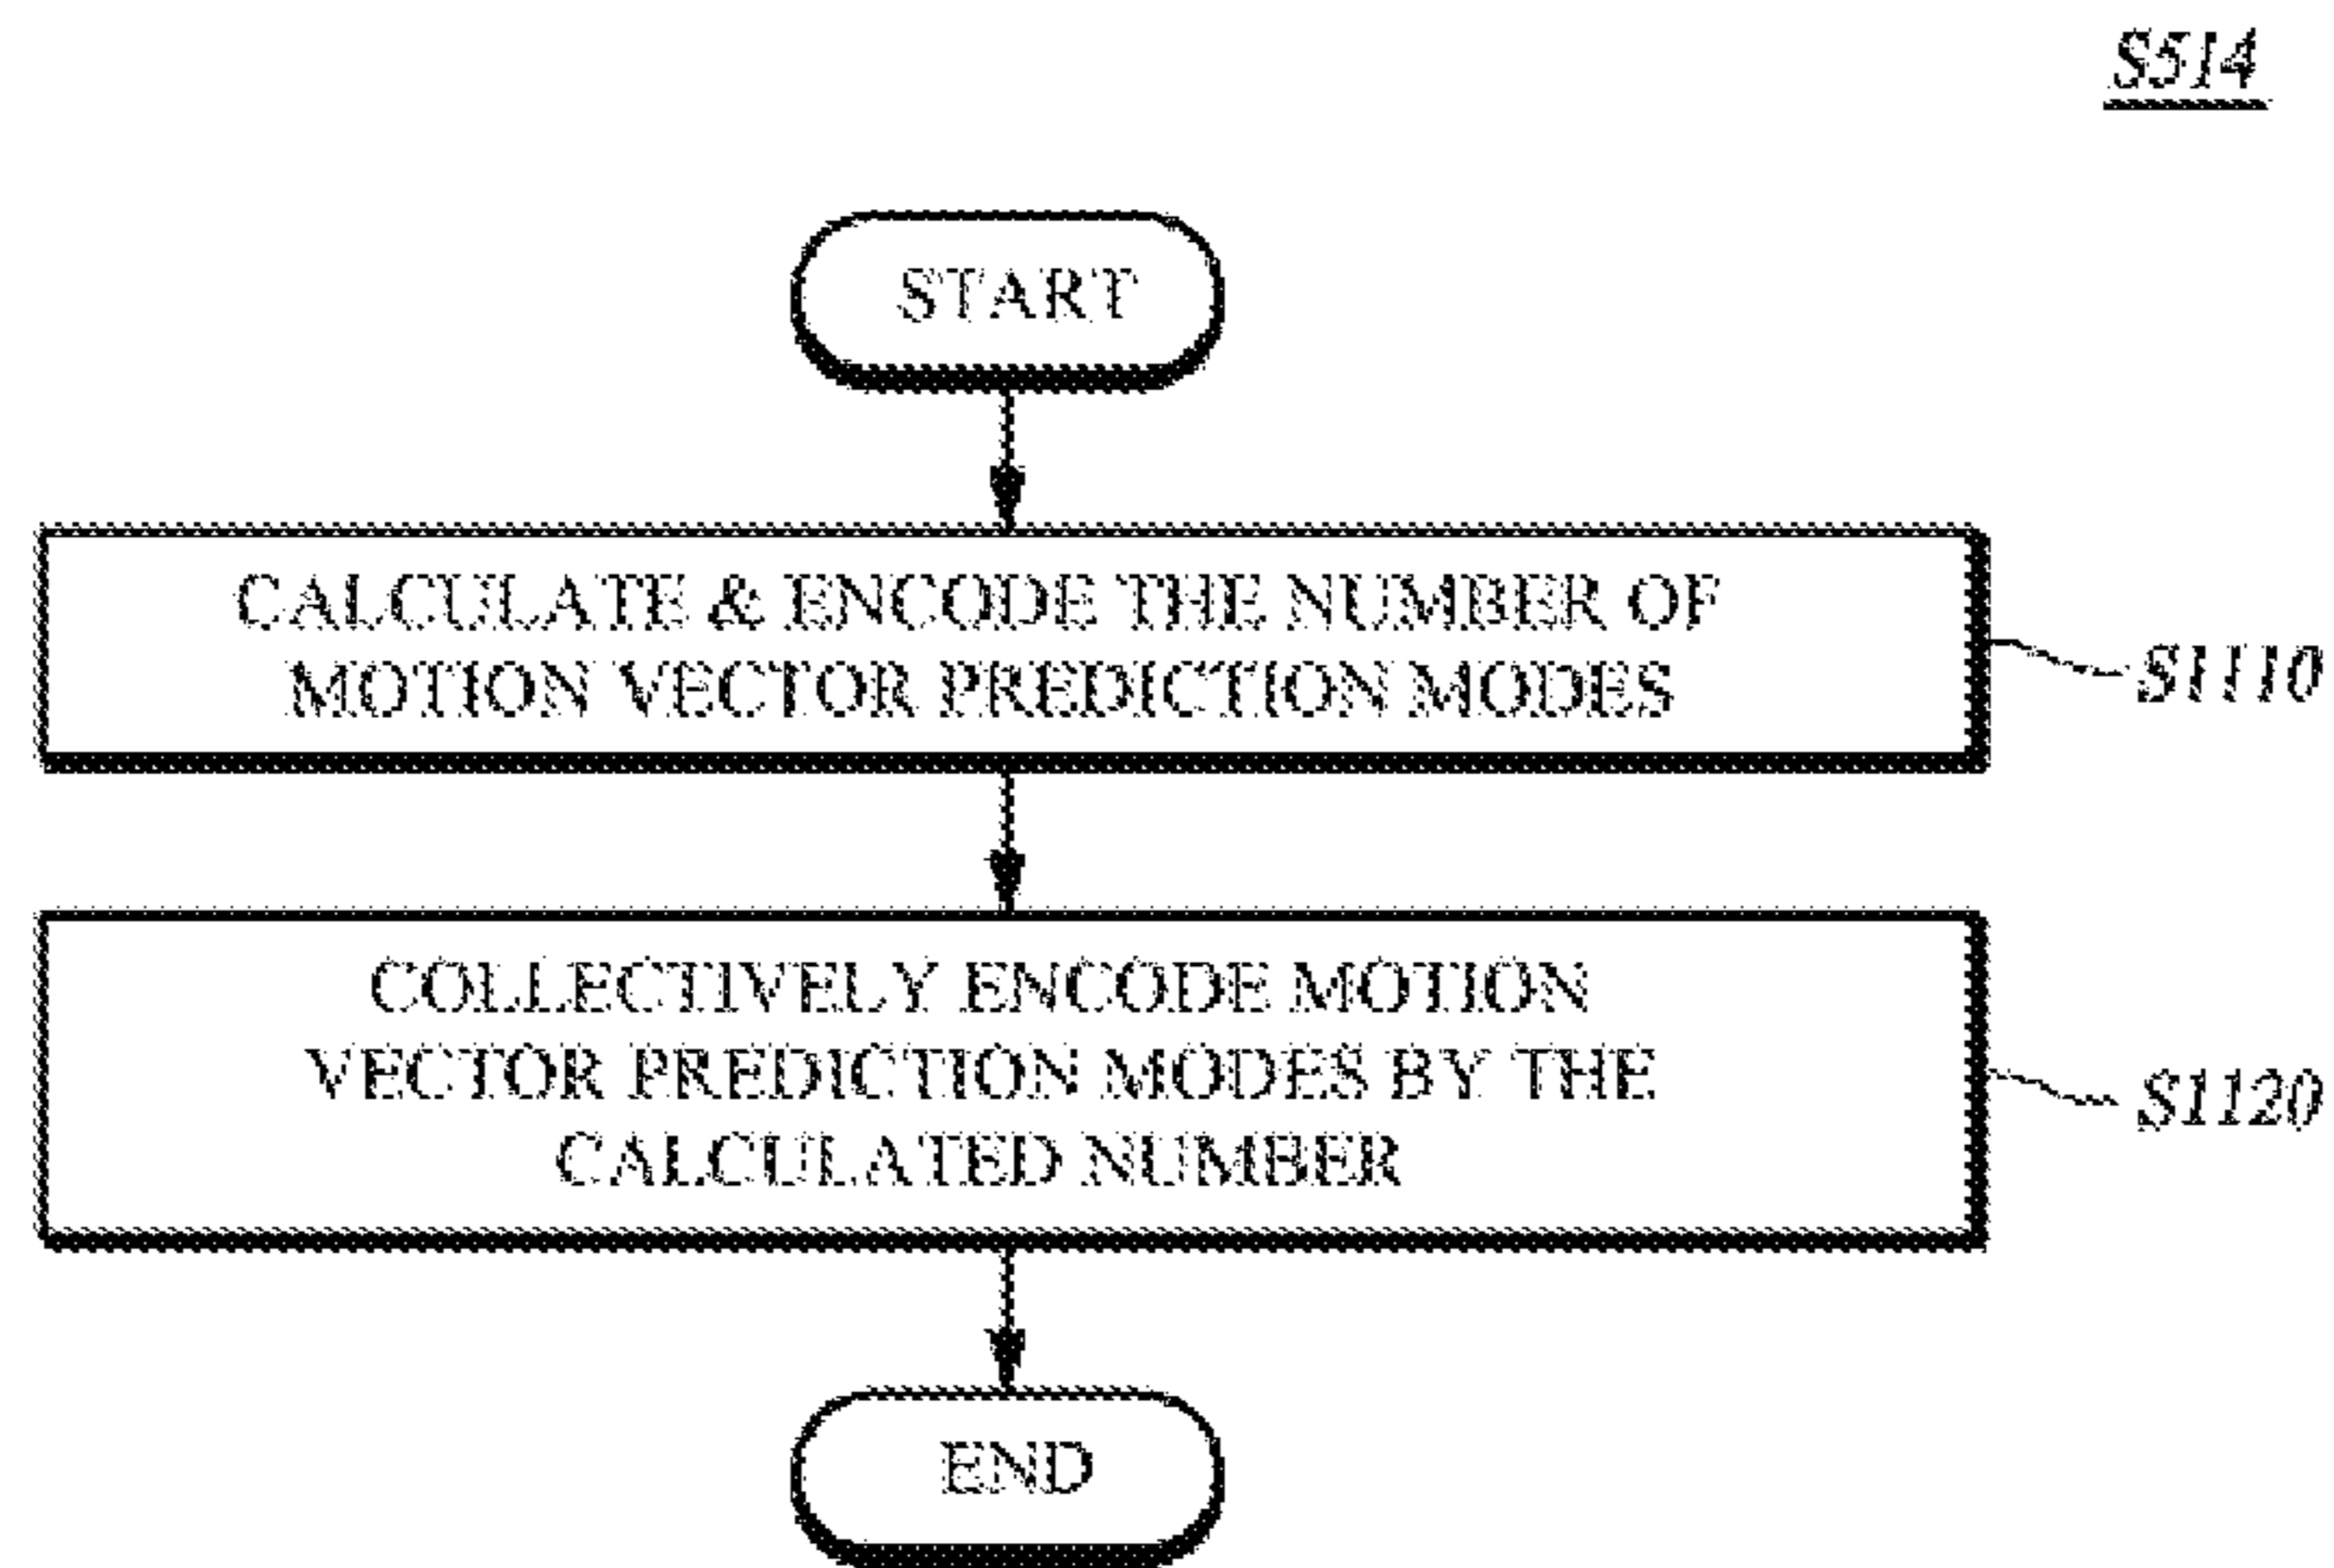 S514
START
CALCULATE & ENCODE THE NUMBER OF
MOTION VECTOR PREDICTION MODES
S1110
COLLECTIVELY ENCODE MOTION
VECTOR PREDICTION MODES BY THE
CALCULATED NUMBER
S1120
END